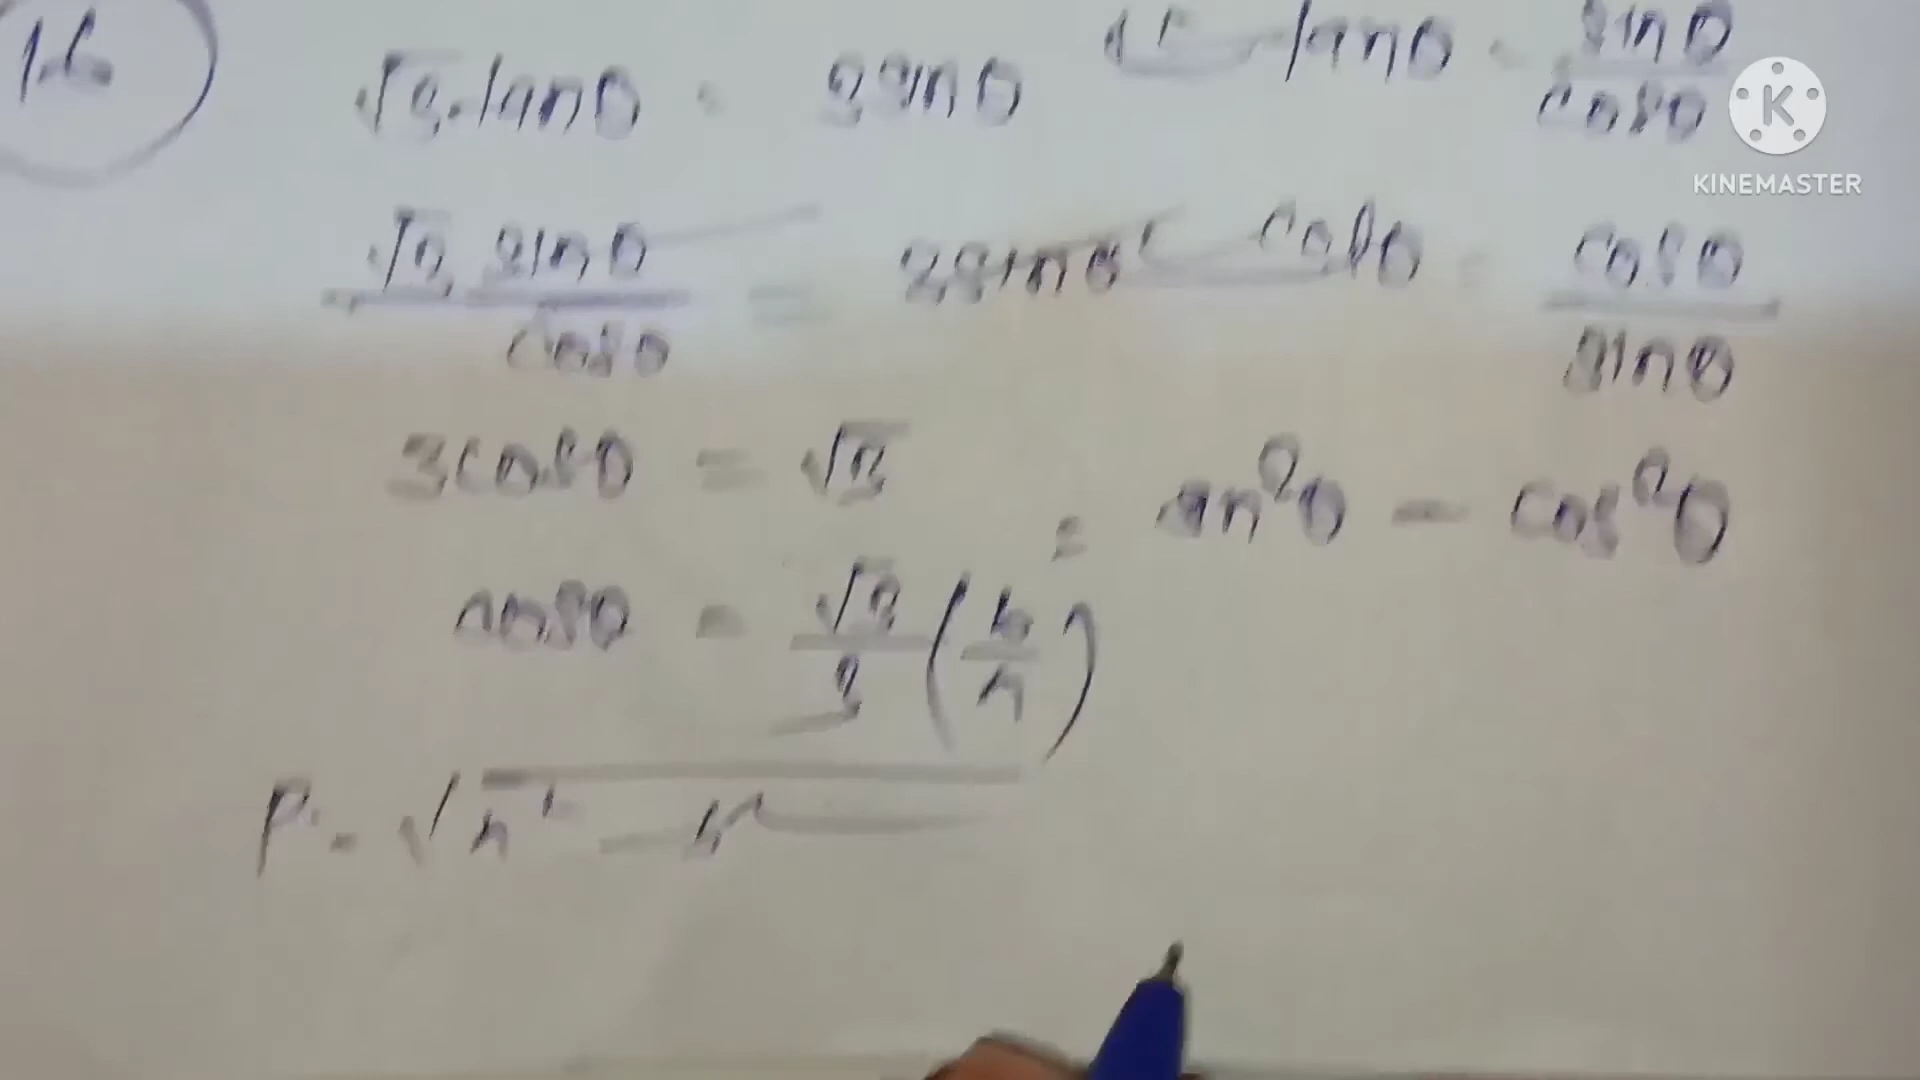 16
√3.tanθ = 3sinθ
tanθ = sinθ/cosθ
√3 sinθ/cosθ = 3sinθ
cosθ = cosθ/sinθ
3cosθ = √3
= sin²θ - cos²θ
cosθ = √3/3 (b/h)
P = √h² - b²
KINEMASTER